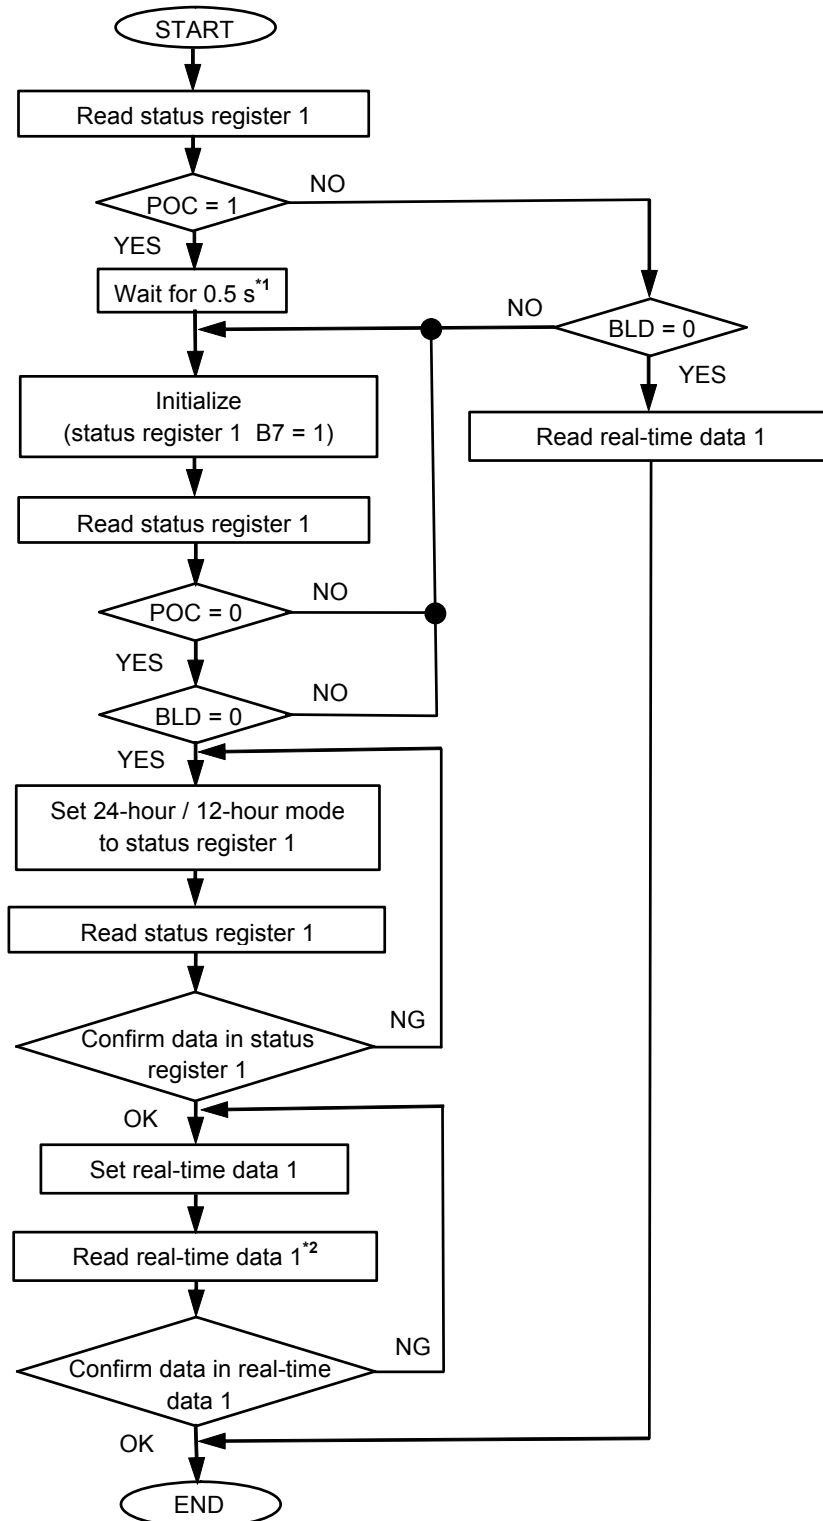 START
Read status register 1
POC = 1
NO
YES
Wait for 0.5 s*1
NO
BLD = 0
YES
Initialize
(status register 1 B7 = 1)
Read real-time data 1
Read status register 1
POC = 0
NO
YES
BLD = 0
NO
YES
Set 24-hour / 12-hour mode
to status register 1
Read status register 1
Confirm data in status
register 1
NG
OK
Set real-time data 1
Read real-time data 1*2
Confirm data in real-time
data 1
NG
OK
END